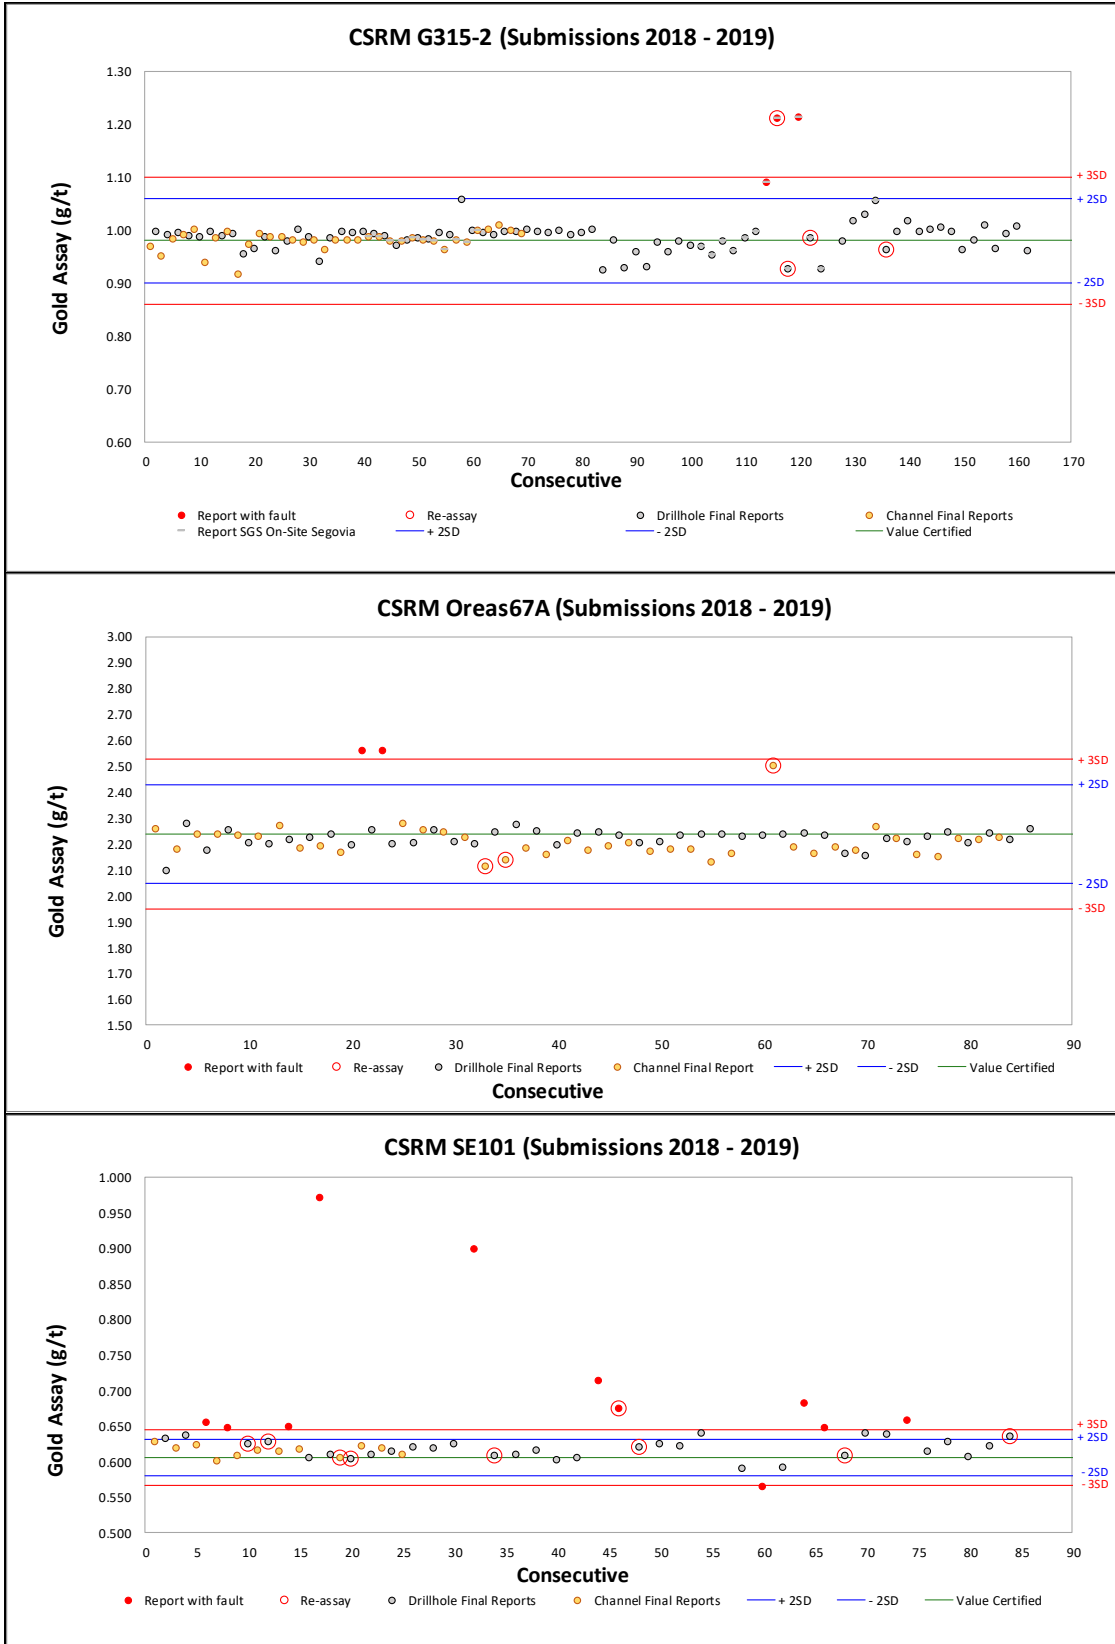 CSRM G315-2 (Submissions 2018 - 2019)
1.30
1.20
1.10
1.00
0.90
0.80
0.70
0.60
Gold Assay (g/t)
+ 3SD
+ 2SD
- 2SD
- 3SD
0 10 20 30 40 50 60 70 80 90 100 110 120 130 140 150 160 170
Consecutive
Report with fault Re-assay Drillhole Final Reports Channel Final Reports
Report SGS On-Site Segovia + 2SD - 2SD Value Certified
CSRM Oreas67A (Submissions 2018 - 2019)
3.00
2.90
2.80
2.70
2.60
2.50
2.40
2.30
2.20
2.10
2.00
1.90
1.80
1.70
1.60
1.50
Gold Assay (g/t)
+ 3SD
+ 2SD
- 2SD
- 3SD
0 10 20 30 40 50 60 70 80 90
Report with fault Re-assay Drillhole Final Reports Channel Final Report + 2SD - 2SD Value Certified
Consecutive
CSRM SE101 (Submissions 2018 - 2019)
1.000
0.950
0.900
0.850
0.800
0.750
0.700
0.650
0.600
0.550
0.500
Gold Assay (g/t)
+ 3SD
+ 2SD
- 2SD
- 3SD
0 5 10 15 20 25 30 35 40 45 50 55 60 65 70 75 80 85 90
Consecutive
Report with fault Re-assay Drillhole Final Reports Channel Final Reports + 2SD - 2SD Value Certified